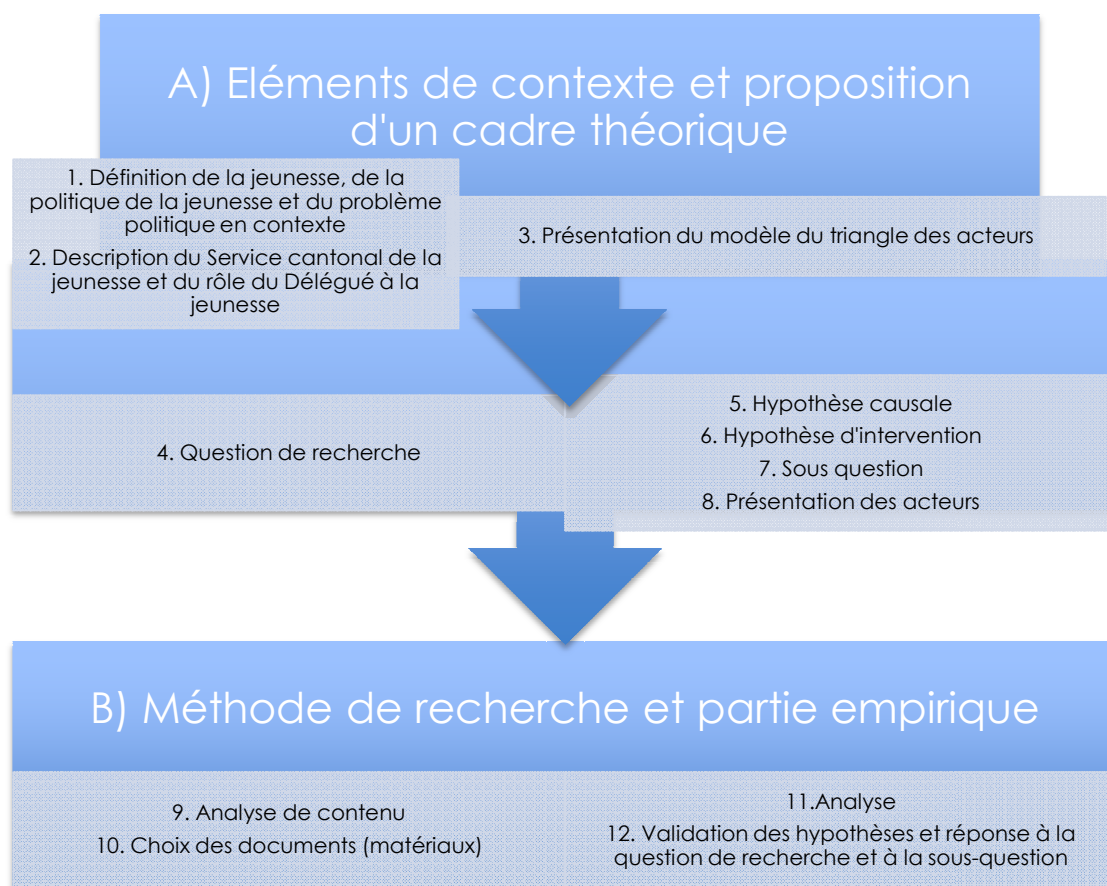 A) Eléments de contexte et proposition
d'un cadre théorique
1. Définition de la jeunesse, de la
politique de la jeunesse et du problème
politique en contexte
2. Description du Service cantonal de la
jeunesse et du rôle du Délégué à la
jeunesse
3. Présentation du modèle du triangle des acteurs
4. Question de recherche
5. Hypothèse causale
6. Hypothèse d'intervention
7. Sous question
8. Présentation des acteurs
B) Méthode de recherche et partie empirique
9. Analyse de contenu
10. Choix des documents (matériaux)
11.Analyse
12. Validation des hypothèses et réponse à la
question de recherche et à la sous-question